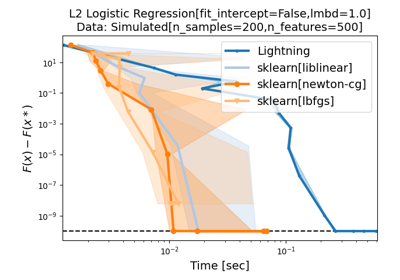 L2 Logistic Regression[fit_intercept=False,lmbd=1.0]
Data: Simulated[n_samples=200,n_features=500]
Lightning
sklearn[liblinear]
sklearn[newton-cg]
sklearn[lbfgs]
F(x) − F(x*)
10¹
10⁻¹
10⁻³
10⁻⁵
10⁻⁷
10⁻⁹
10⁻²
10⁻¹
Time [sec]